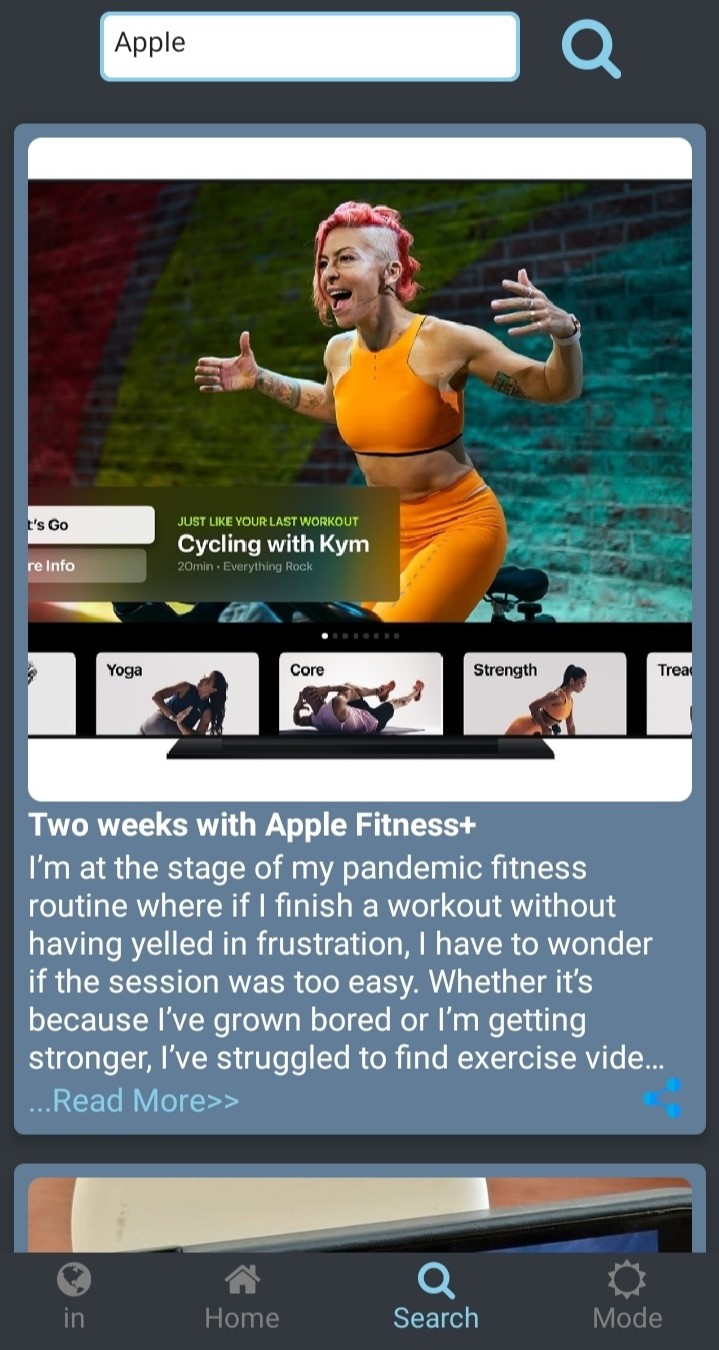 Apple
t's Go
re Info
JUST LIKE YOUR LAST WORKOUT
Cycling with Kym
20min • Everything Rock
Yoga
Core
Strength
Trea
Two weeks with Apple Fitness+
I’m at the stage of my pandemic fitness
routine where if I finish a workout without
having yelled in frustration, I have to wonder
if the session was too easy. Whether it’s
because I’ve grown bored or I’m getting
stronger, I’ve struggled to find exercise vide…
...Read More>>
in
Home
Search
Mode